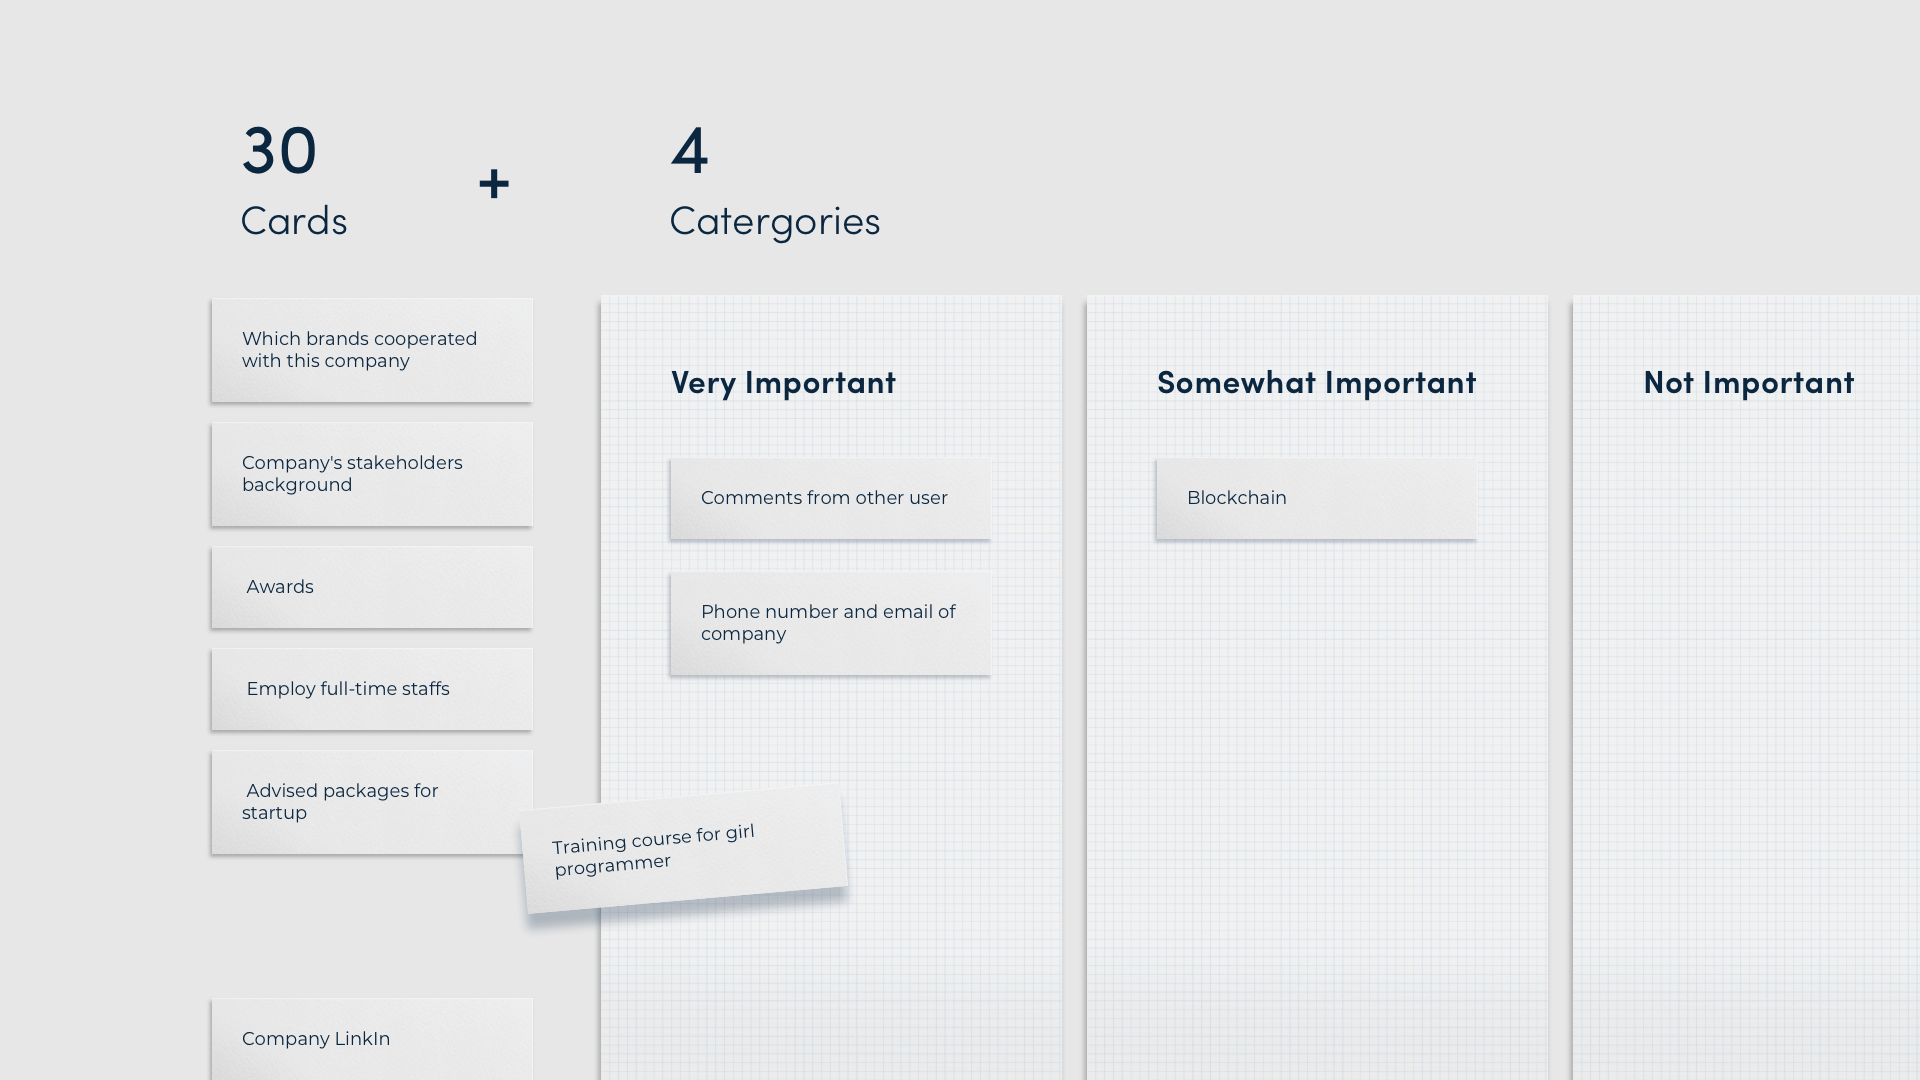 30
Cards
+
4
Catergories
Which brands cooperated
with this company
Company's stakeholders
background
Awards
Employ full-time staffs
Advised packages for
startup
Training course for girl
programmer
Company LinkIn
Very Important
Comments from other user
Phone number and email of
company
Somewhat Important
Blockchain
Not Important